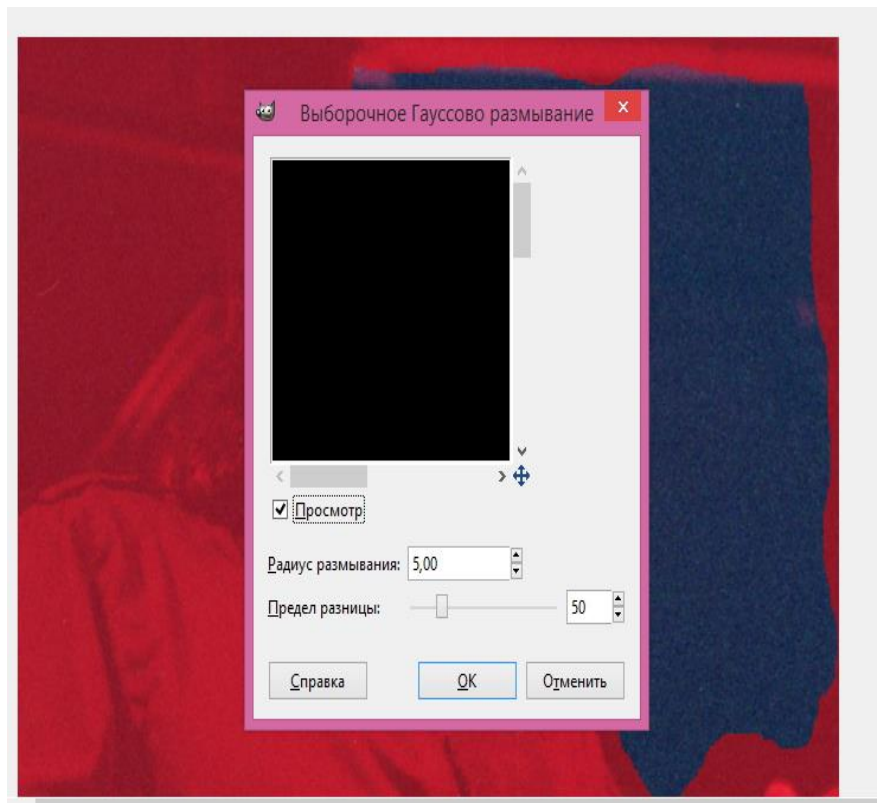 Выборочное Гауссово размывание x
Просмотр
Радиус размывания: 5,00
Предел разницы: 50
Справка OK Отменить